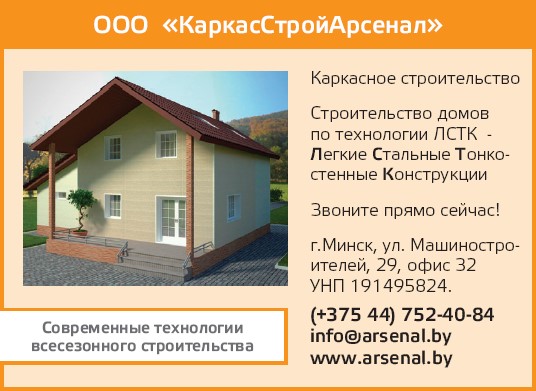 ООО «КаркасСтройАрсенал»
Каркасное строительство
Строительство домов
по технологии ЛСТК -
Легкие Стальные Тонко-
стенные Конструкции
Звоните прямо сейчас!
г.Минск, ул. Машиностро-
ителей, 29, офис 32
УНП 191495824.
(+375 44) 752-40-84
info@arsenal.by
www.arsenal.by
Современные технологии
всесезонного строительства